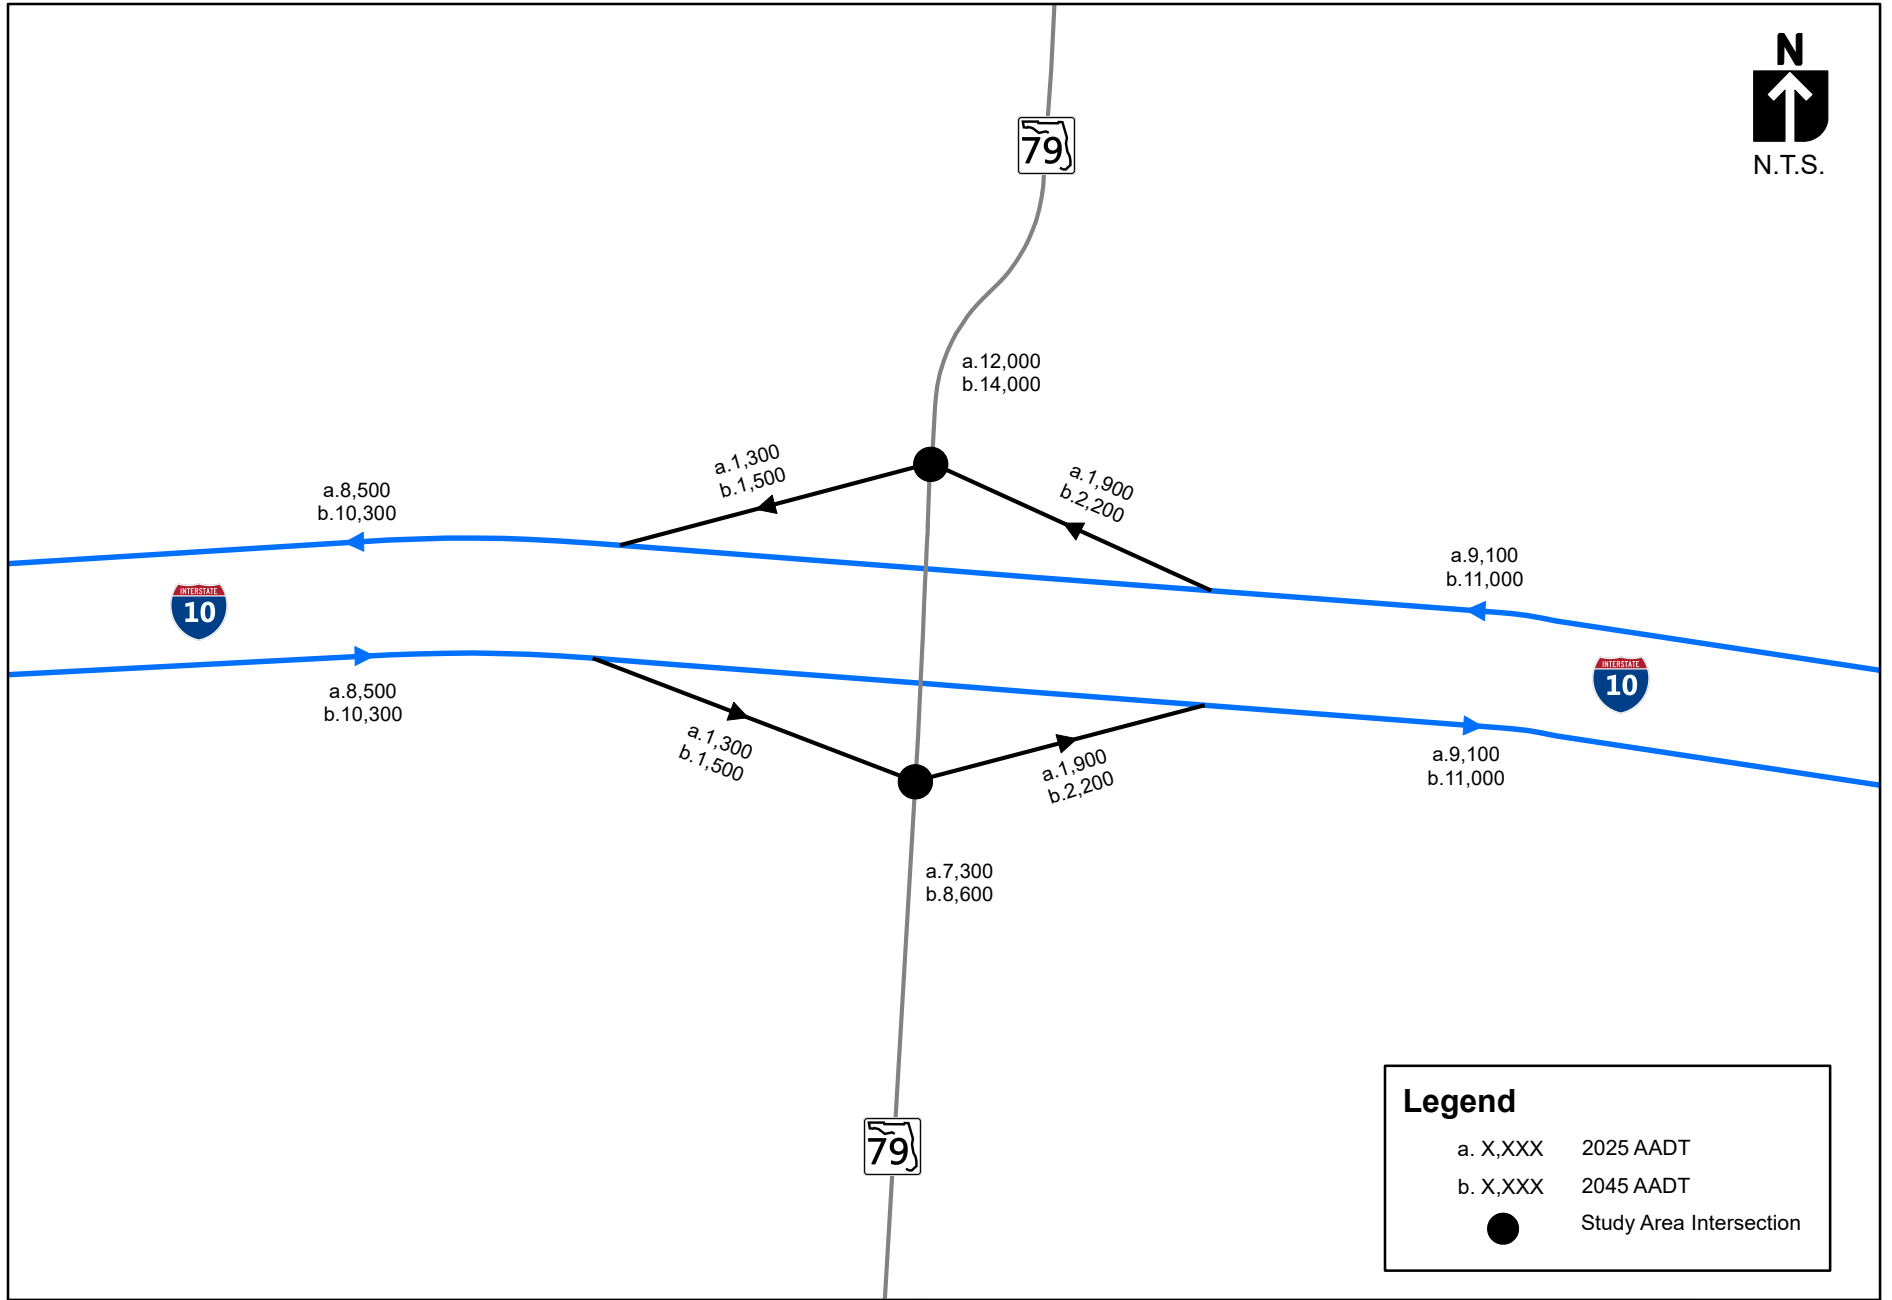 N
N.T.S.
79
a.12,000
b.14,000
a.1,300
b.1,500
a.1,900
b.2,200
a.8,500
b.10,300
a.9,100
b.11,000
INTERSTATE
10
INTERSTATE
10
a.8,500
b.10,300
a.1,300
b.1,500
a.1,900
b.2,200
a.9,100
b.11,000
a.7,300
b.8,600
79
Legend
a. X,XXX 2025 AADT
b. X,XXX 2045 AADT
Study Area Intersection